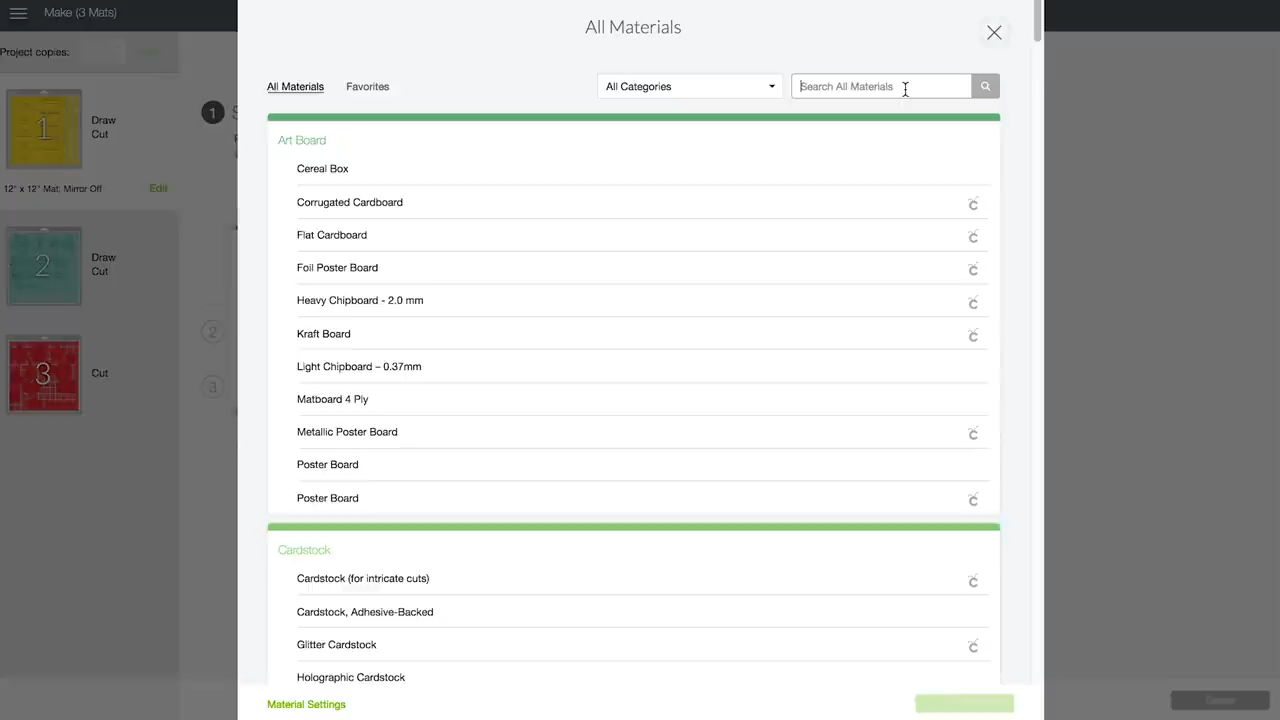 Make (3 Mats)
All Materials
Project copies:
All Materials
Favorites
All Categories
Search All Materials
1
Draw
Cut
12" x 12" Mat; Mirror Off
Edit
2
Draw
Cut
3
Cut
1
2
3
Art Board
Cereal Box
Corrugated Cardboard
Flat Cardboard
Foil Poster Board
Heavy Chipboard - 2.0 mm
Kraft Board
Light Chipboard – 0.37mm
Matboard 4 Ply
Metallic Poster Board
Poster Board
Poster Board
Cardstock
Cardstock (for intricate cuts)
Cardstock, Adhesive-Backed
Glitter Cardstock
Holographic Cardstock
Material Settings